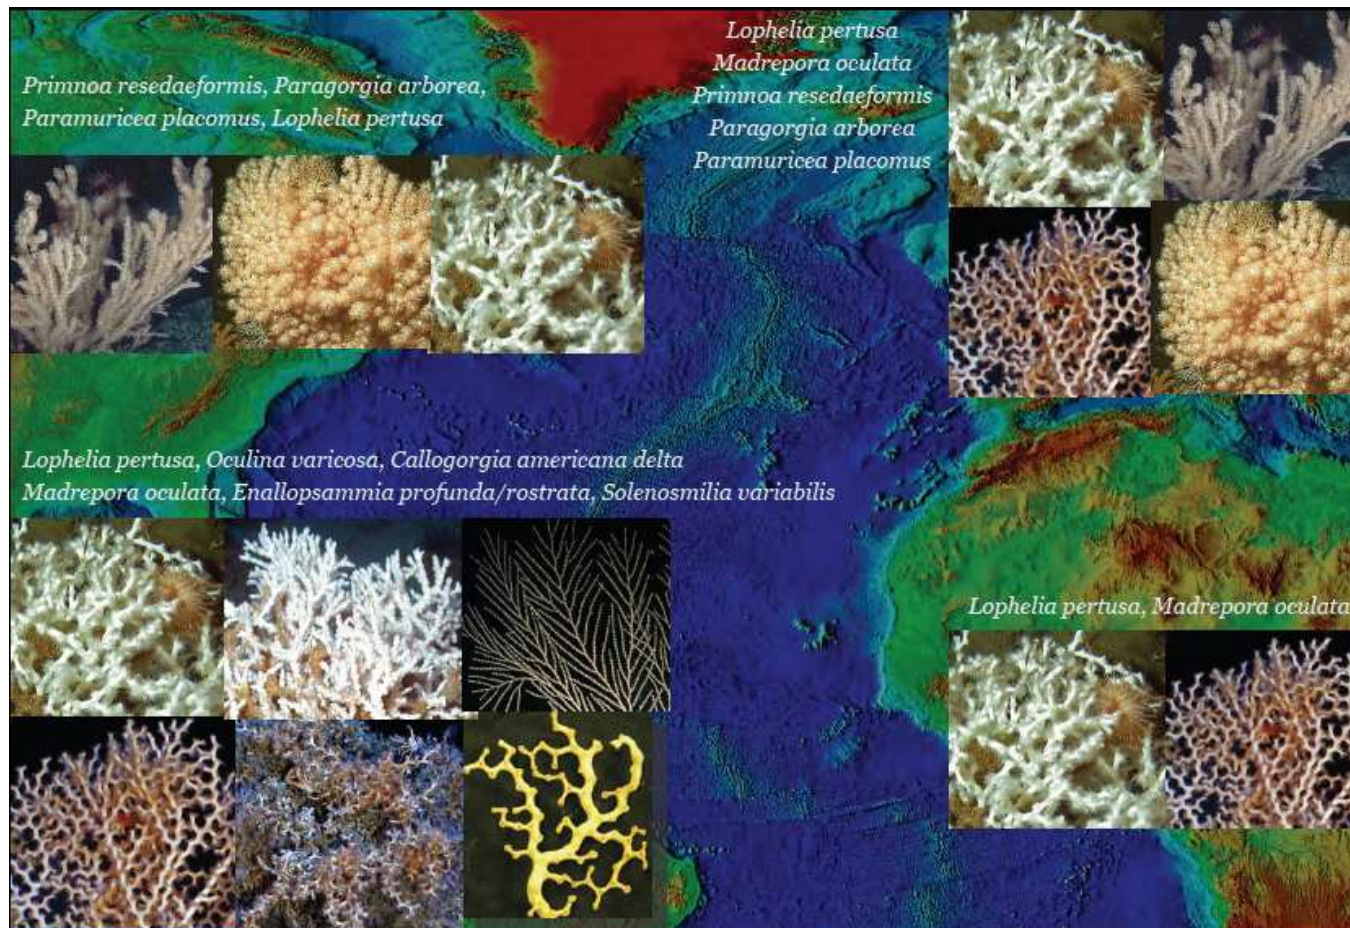 Primnoa resedaeformis, Paragorgia arborea,
Paramuricea placomus, Lophelia pertusa
Lophelia pertusa
Madrepora oculata
Primnoa resedaeformis
Paragorgia arborea
Paramuricea placomus
Lophelia pertusa, Oculina varicosa, Callogorgia americana delta
Madrepora oculata, Enallopsammia profunda/rostrata, Solenosmilia variabilis
Lophelia pertusa, Madrepora oculata